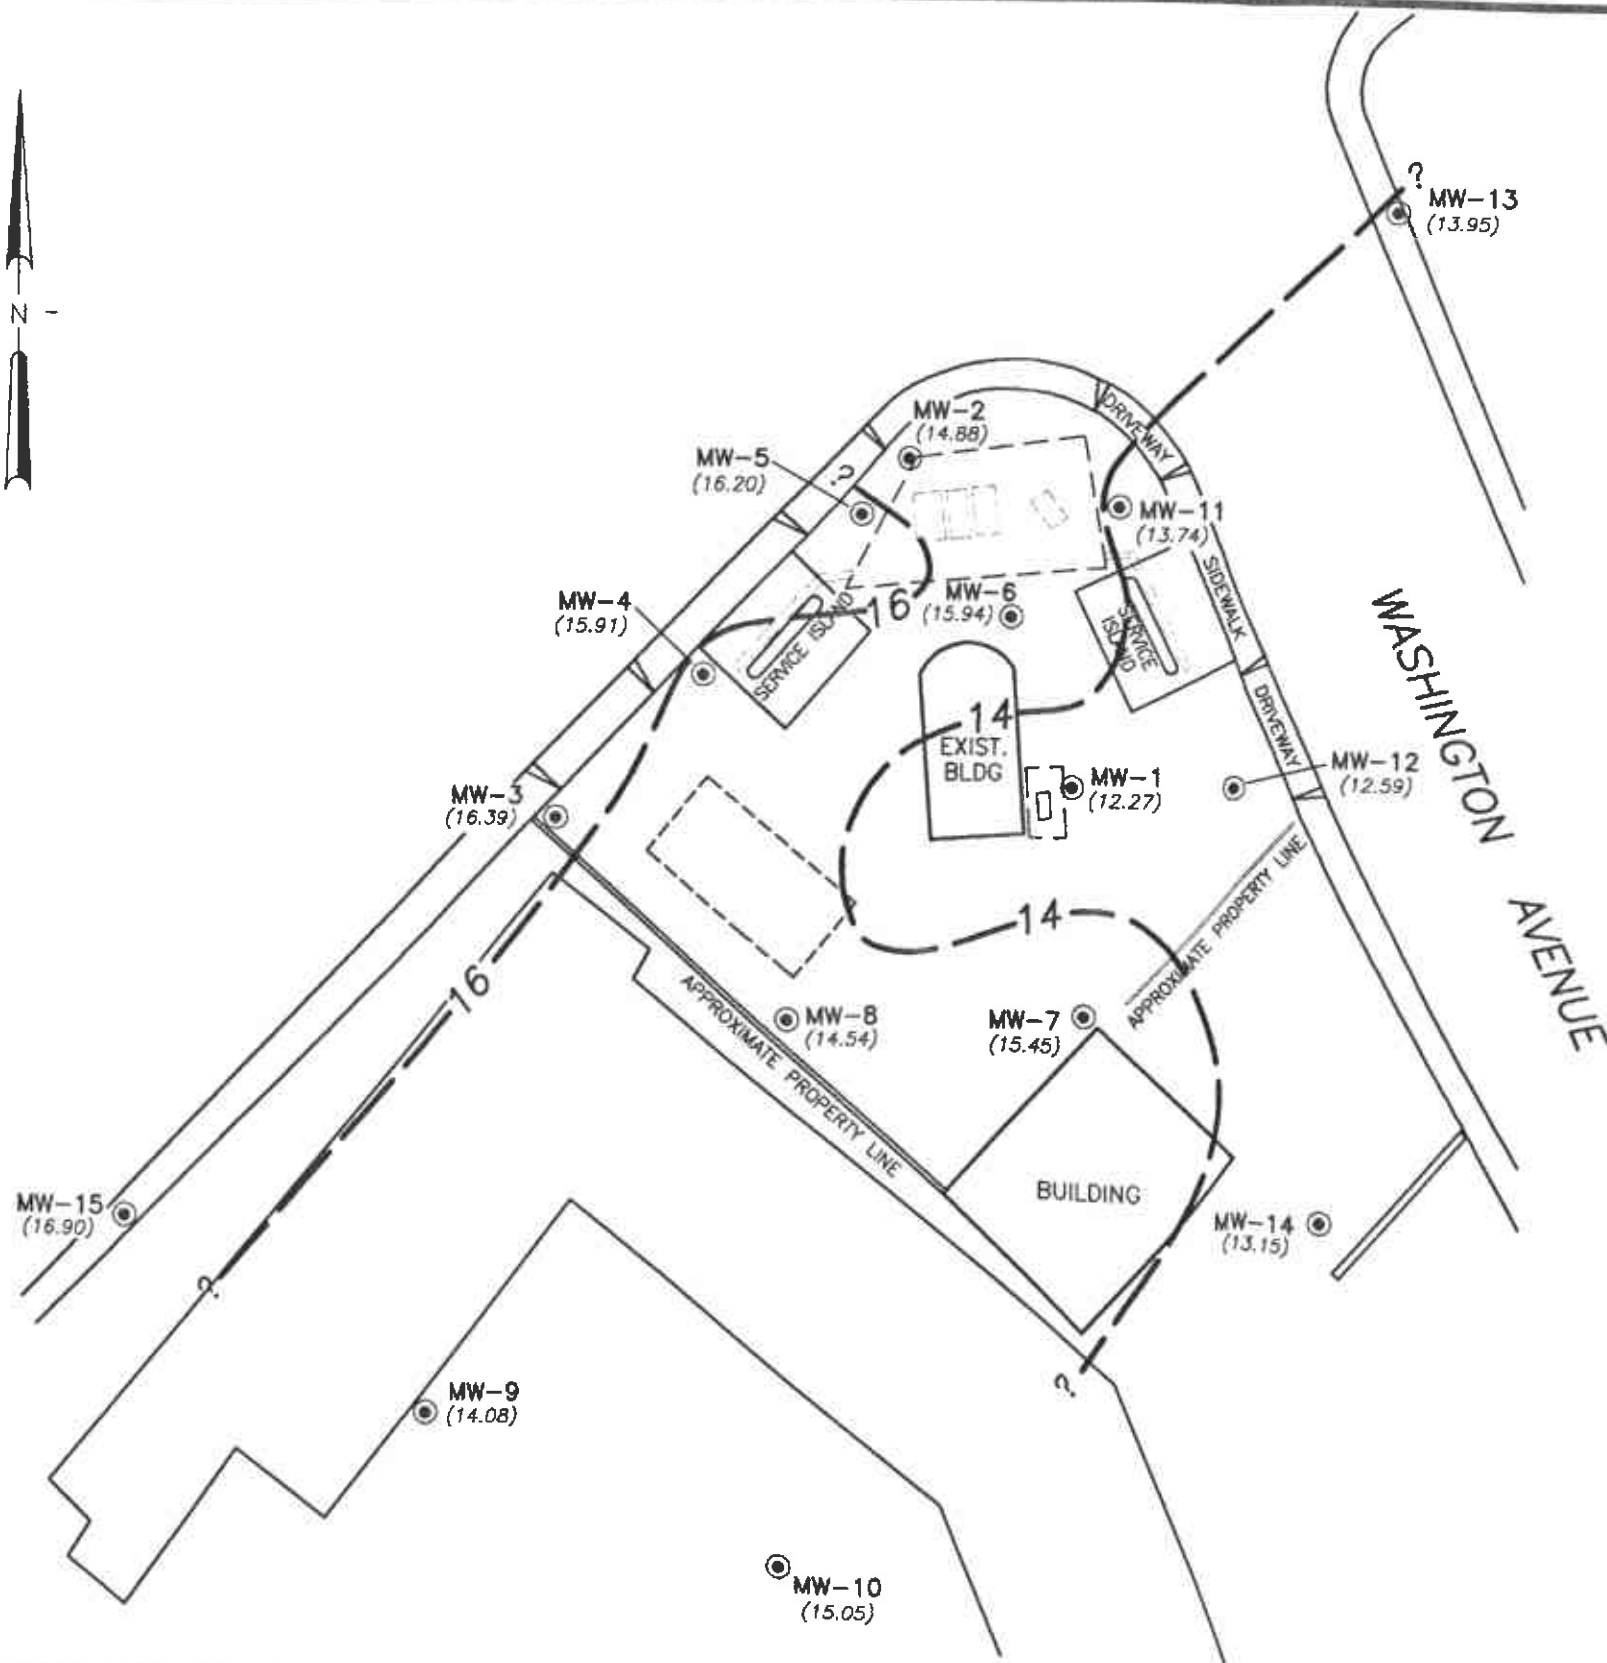 ?
MW-13
(13.95)
N
MW-2
(14.88)
DRIVEWAY
MW-5
(16.20)
?
MW-11
(13.74)
SIDEWALK
MW-4
(15.91)
SERVICE ISLAND
16
MW-6
(15.94)
SERVICE
ISLAND
WASHINGTON
AVENUE
14
EXIST.
BLDG
DRIVEWAY
MW-1
(12.27)
MW-12
(12.59)
MW-3
(16.39)
APPROXIMATE PROPERTY LINE
14
16
APPROXIMATE PROPERTY LINE
MW-8
(14.54)
MW-7
(15.45)
MW-15
(16.90)
BUILDING
MW-14
(13.15)
?
?
MW-9
(14.08)
MW-10
(15.05)